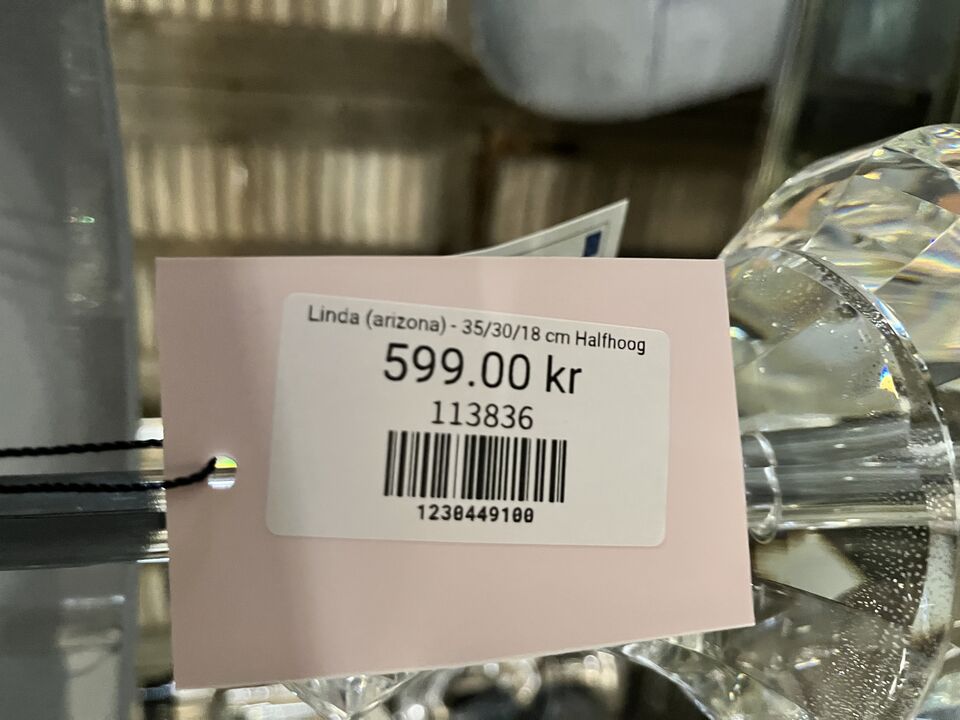 Linda (arizona) - 35/30/18 cm Halfhoog
599.00 kr
113836
1230449100